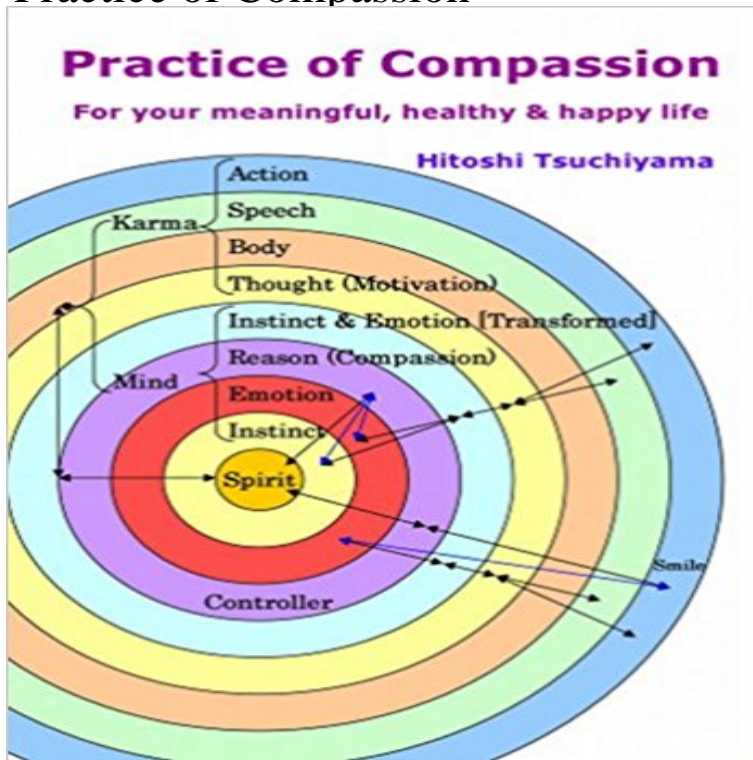 Practice of Compassion
Practice of Compassion
For your meaningful, healthy & happy life
Hitoshi Tsuchiyama
Action
Speech
Karma
Body
Thought (Motivation)
Instinct & Emotion [Transformed]
Reason (Compassion)
Mind
Emotion
Instinct
Spirit
Smile
Controller